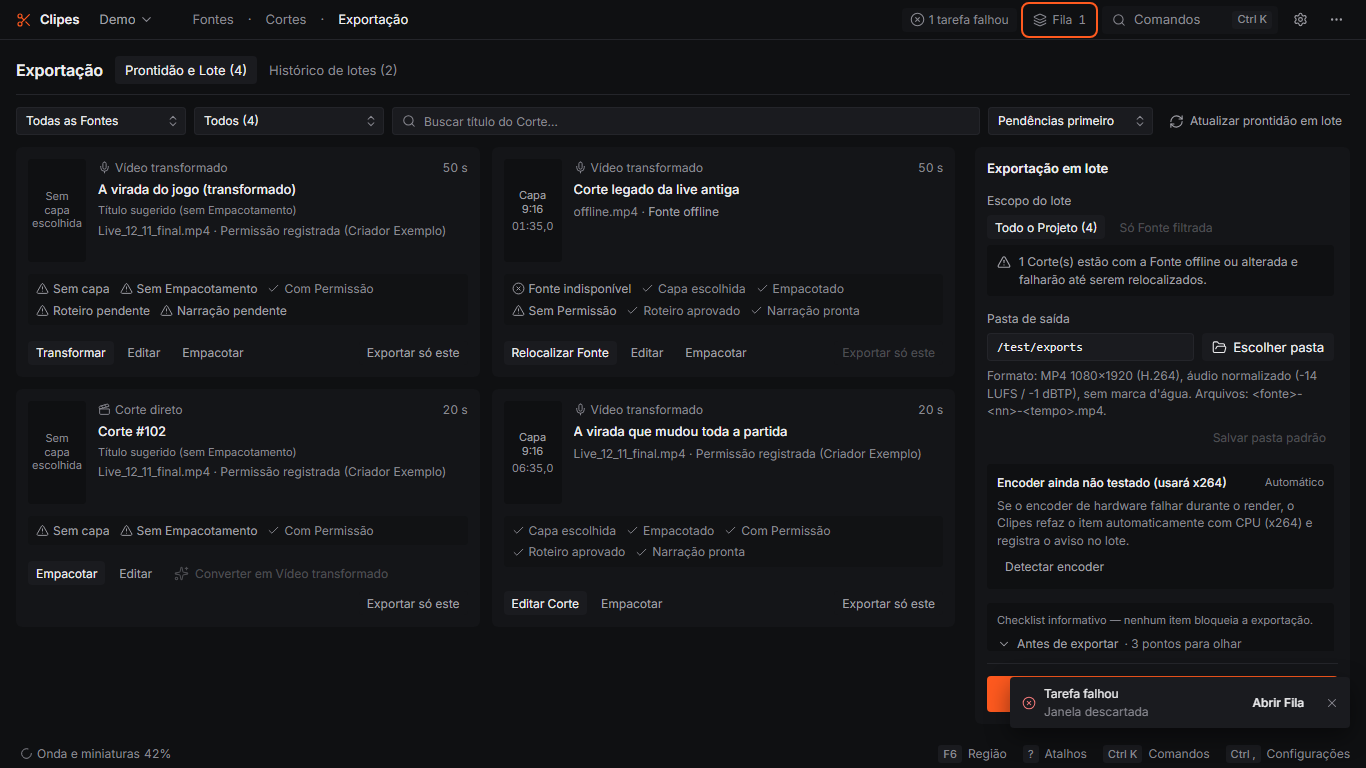 Clipes Demo Fontes · Cortes · Exportação 1 tarefa falhou Fila 1 Comandos Ctrl K
Exportação Prontidão e Lote (4) Histórico de lotes (2)
Todas as Fontes Todos (4) Buscar título do Corte... Pendências primeiro Atualizar prontidão em lote
Sem capa escolhida
Vídeo transformado 50 s
A virada do jogo (transformado)
Título sugerido (sem Empacotamento)
Live_12_11_final.mp4 · Permissão registrada (Criador Exemplo)
Sem capa Sem Empacotamento Com Permissão
Roteiro pendente Narração pendente
Transformar Editar Empacotar Exportar só este
Capa
9:16
01:35,0
Vídeo transformado 50 s
Corte legado da live antiga
offline.mp4 · Fonte offline
Fonte indisponível Capa escolhida Empacotado
Sem Permissão Roteiro aprovado Narração pronta
Relocalizar Fonte Editar Empacotar Exportar só este
Sem
capa
escolhida
Corte direto 20 s
Corte #102
Título sugerido (sem Empacotamento)
Live_12_11_final.mp4 · Permissão registrada (Criador Exemplo)
Sem capa Sem Empacotamento Com Permissão
Empacotar Editar Converter em Vídeo transformado
Exportar só este
Capa
9:16
06:35,0
Vídeo transformado 20 s
A virada que mudou toda a partida
Live_12_11_final.mp4 · Permissão registrada (Criador Exemplo)
Capa escolhida Empacotado Com Permissão
Roteiro aprovado Narração pronta
Editar Corte Empacotar Exportar só este
Exportação em lote
Escopo do lote
Todo o Projeto (4) Só Fonte filtrada
1 Corte(s) estão com a Fonte offline ou alterada e
falharão até serem relocalizados.
Pasta de saída
/test/exports Escolher pasta
Formato: MP4 1080×1920 (H.264), áudio normalizado (-14
LUFS / -1 dBTP), sem marca d'água. Arquivos: <fonte>-
<nn>-<tempo>.mp4.
Salvar pasta padrão
Encoder ainda não testado (usará x264) Automático
Se o encoder de hardware falhar durante o render, o
Clipes refaz o item automaticamente com CPU (x264) e
registra o aviso no lote.
Detectar encoder
Checklist informativo — nenhum item bloqueia a exportação.
Antes de exportar · 3 pontos para olhar
Tarefa falhou
Janela descartada
Abrir Fila
Onda e miniaturas 42% F6 Região ? Atalhos Ctrl K Comandos Ctrl , Configurações